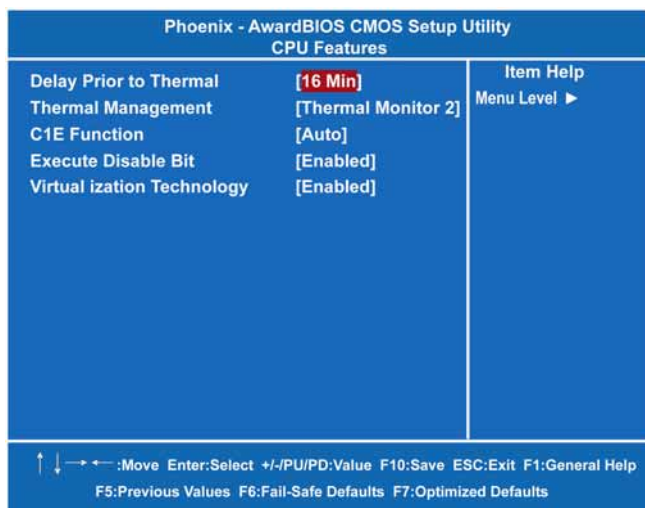 Phoenix - AwardBIOS CMOS Setup Utility
CPU Features
Delay Prior to Thermal [16 Min]
Thermal Management [Thermal Monitor 2]
C1E Function [Auto]
Execute Disable Bit [Enabled]
Virtual ization Technology [Enabled]
Item Help
Menu Level ►
↑ ↓ → ← :Move Enter:Select +/-/PU/PD:Value F10:Save ESC:Exit F1:General Help
F5:Previous Values F6:Fail-Safe Defaults F7:Optimized Defaults